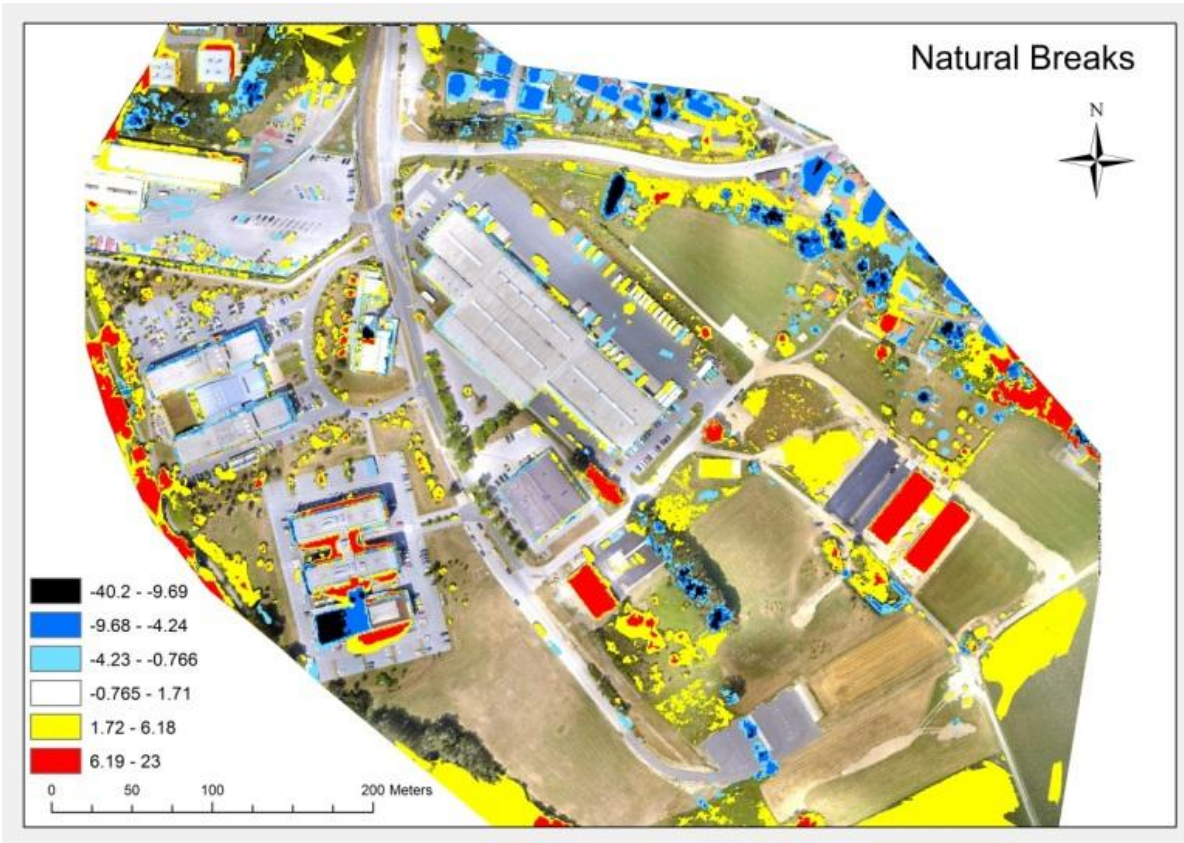 Natural Breaks
N
-40.2 - -9.69
-9.68 - -4.24
-4.23 - -0.766
-0.765 - 1.71
1.72 - 6.18
6.19 - 23
0 50 100 200 Meters